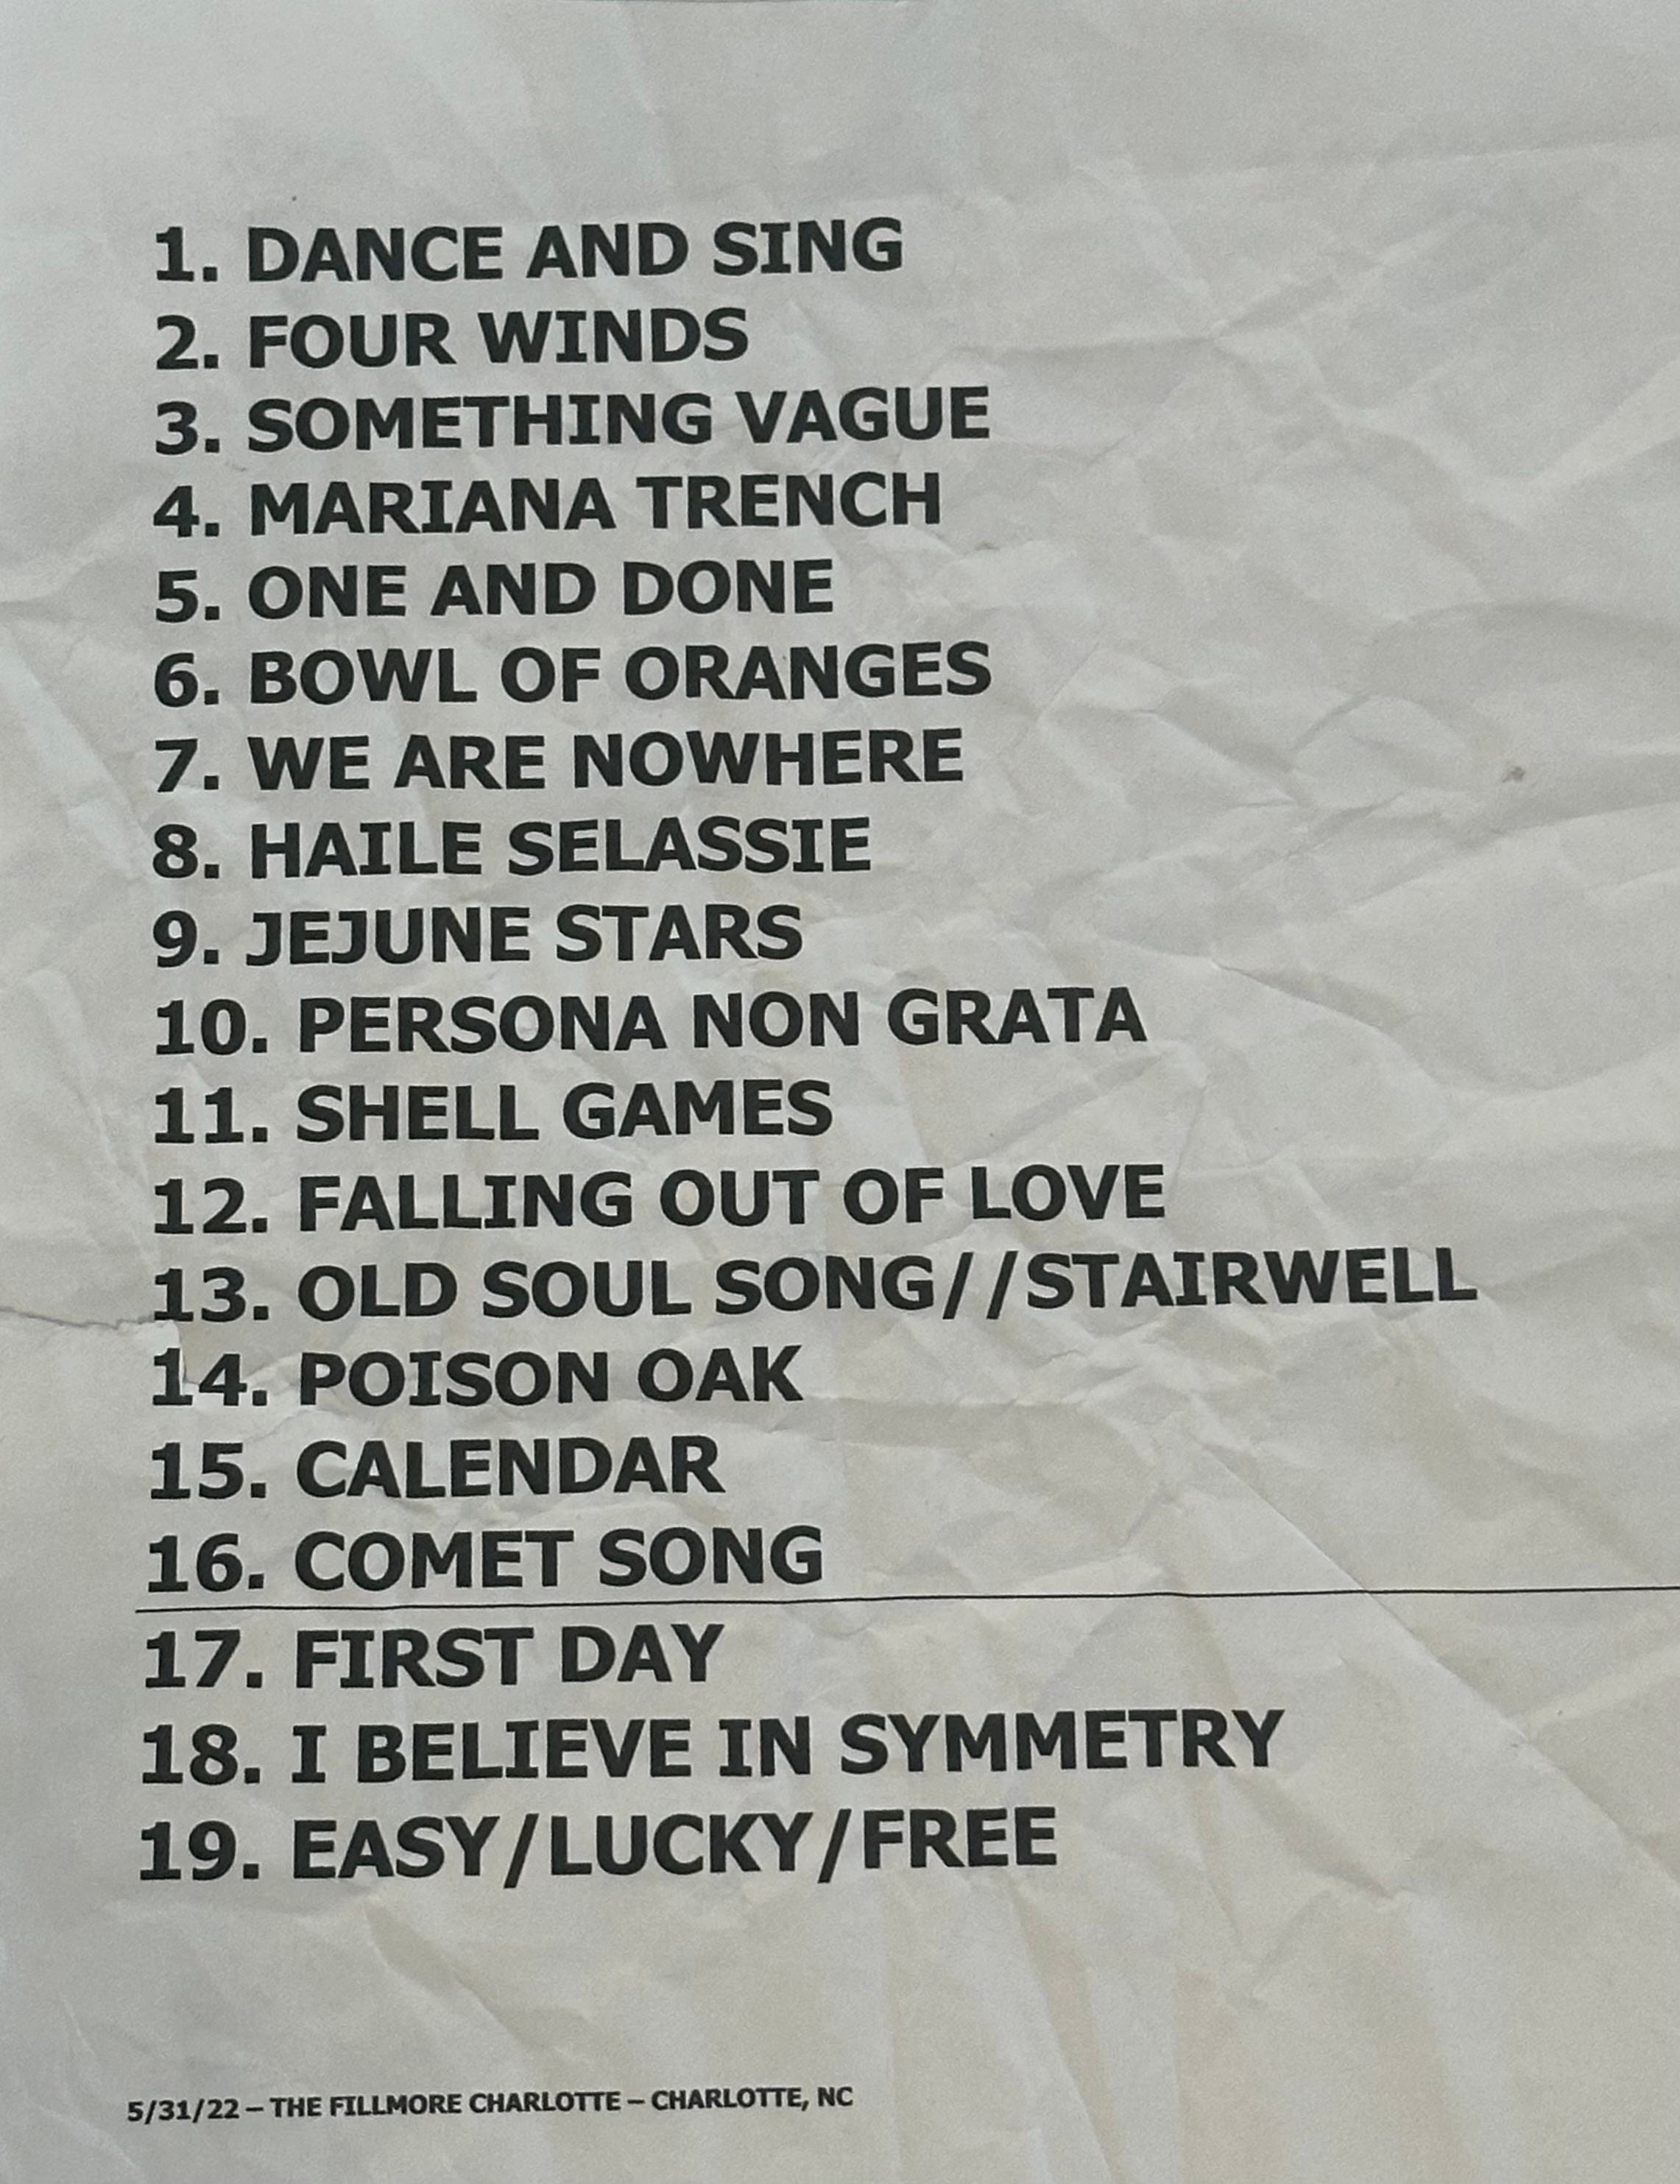 1. DANCE AND SING
2. FOUR WINDS
3. SOMETHING VAGUE
4. MARIANA TRENCH
5. ONE AND DONE
6. BOWL OF ORANGES
7. WE ARE NOWHERE
8. HAILE SELASSIE
9. JEJUNE STARS
10. PERSONA NON GRATA
11. SHELL GAMES
12. FALLING OUT OF LOVE
13. OLD SOUL SONG//STAIRWELL
14. POISON OAK
15. CALENDAR
16. COMET SONG
17. FIRST DAY
18. I BELIEVE IN SYMMETRY
19. EASY/LUCKY/FREE
5/31/22 – THE FILLMORE CHARLOTTE – CHARLOTTE, NC